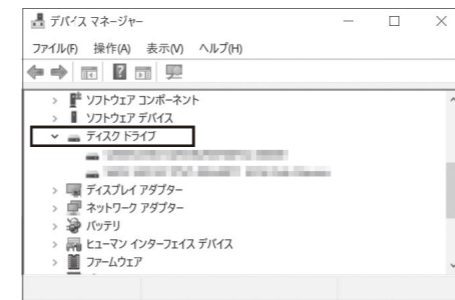 デバイス マネージャー
ファイル(F) 操作(A) 表示(V) ヘルプ(H)
ソフトウェア コンポーネント
ソフトウェア デバイス
ディスク ドライブ
ディスプレイ アダプター
ネットワーク アダプター
バッテリ
ヒューマン インターフェイス デバイス
ファームウェア